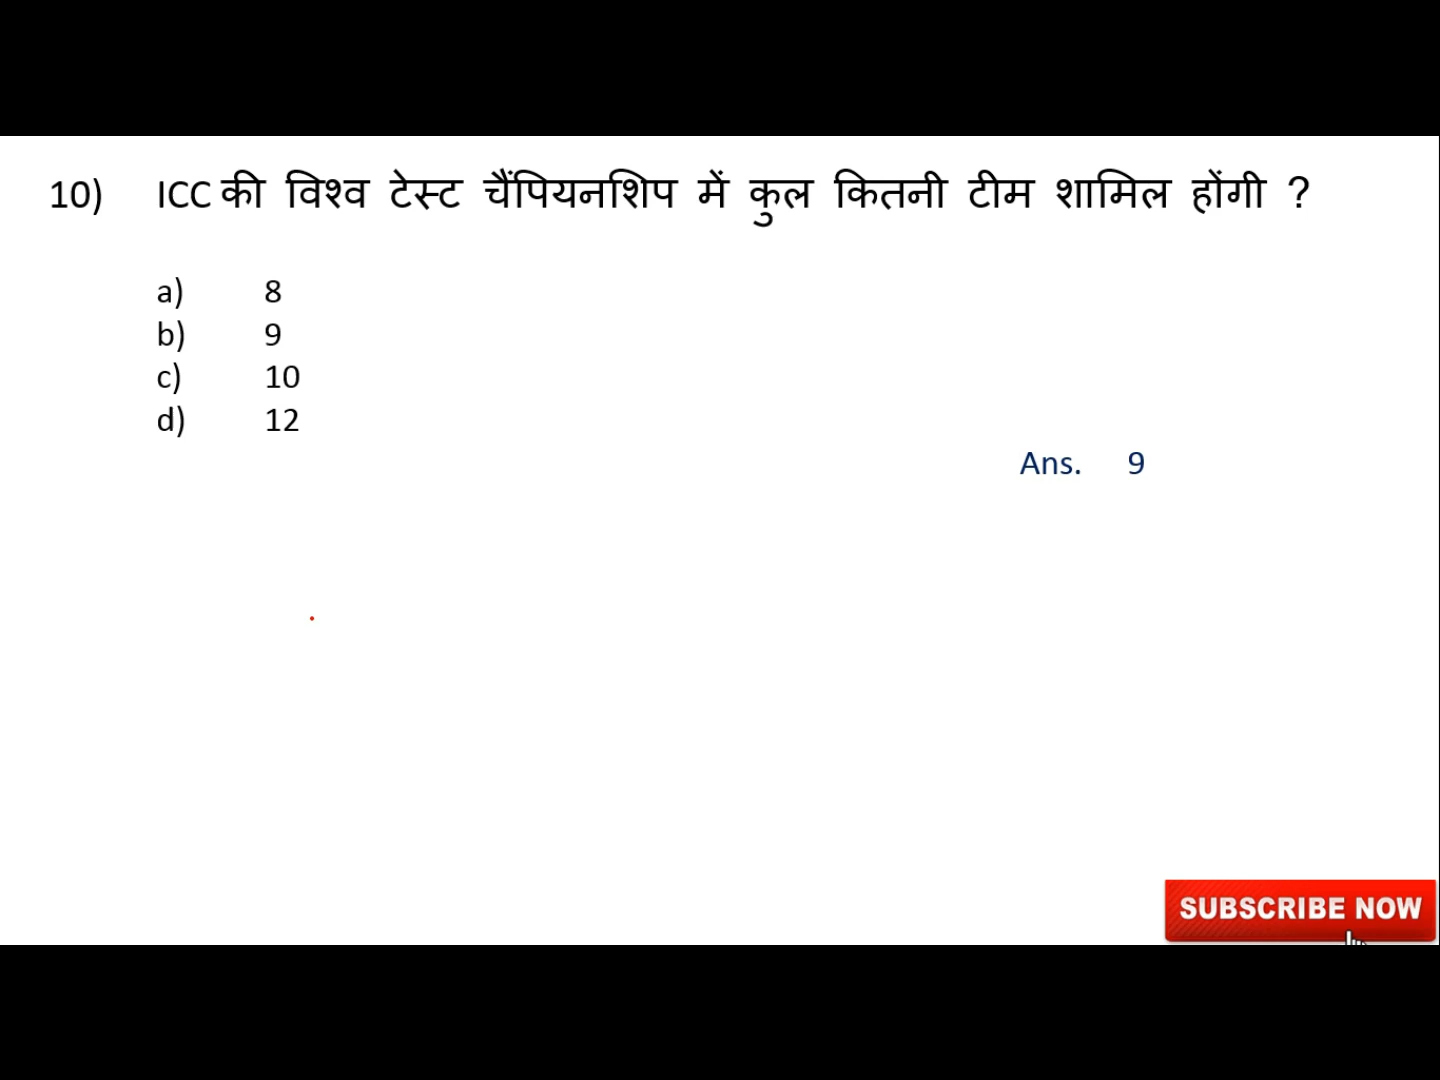 10) ICC की विश्व टेस्ट चैंपियनशिप में कुल कितनी टीम शामिल होंगी ?
a) 8
b) 9
c) 10
d) 12
Ans. 9
SUBSCRIBE NOW